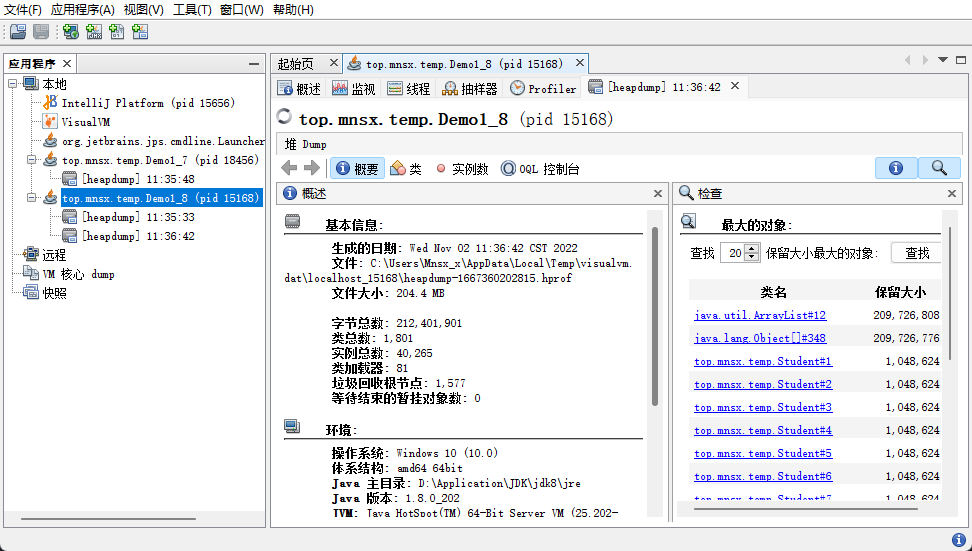 文件(F) 应用程序(A) 视图(V) 工具(T) 窗口(W) 帮助(H)
应用程序
本地
IntelliJ Platform (pid 15656)
VisualVM
org.jetbrains.jps.cmdline.Launcher
top.mnsx.temp.Demo1_7 (pid 18456)
[heapdump] 11:35:48
top.mnsx.temp.Demo1_8 (pid 15168)
[heapdump] 11:35:33
[heapdump] 11:36:42
远程
VM 核心 dump
快照
起始页 top.mnsx.temp.Demo1_8 (pid 15168)
概述 监视 线程 抽样器 Profiler [heapdump] 11:36:42
top.mnsx.temp.Demo1_8 (pid 15168)
堆 Dump
概要 类 实例数 OQL 控制台
概述
基本信息:
生成的日期: Wed Nov 02 11:36:42 CST 2022
文件: C:\Users\Mnsx_x\AppData\Local\Temp\visualvm.
dat\localhost_15168\heapdump-1667360202815.hprof
文件大小: 204.4 MB
字节总数: 212,401,901
类总数: 1,801
实例总数: 40,265
类加载器: 81
垃圾回收根节点: 1,577
等待结束的暂挂对象数: 0
环境:
操作系统: Windows 10 (10.0)
体系结构: amd64 64bit
Java 主目录: D:\Application\JDK\jdk8\jre
Java 版本: 1.8.0_202
JVM: Java HotSpot(TM) 64-Bit Server VM (25.202-
检查
最大的对象:
查找 20 保留大小最大的对象: 查找
类名 保留大小
java.util.ArrayList#12 209,726,808
java.lang.Object[]#348 209,726,776
top.mnsx.temp.Student#1 1,048,624
top.mnsx.temp.Student#2 1,048,624
top.mnsx.temp.Student#3 1,048,624
top.mnsx.temp.Student#4 1,048,624
top.mnsx.temp.Student#5 1,048,624
top.mnsx.temp.Student#6 1,048,624
top.mnsx.temp.Student#7 1,048,624